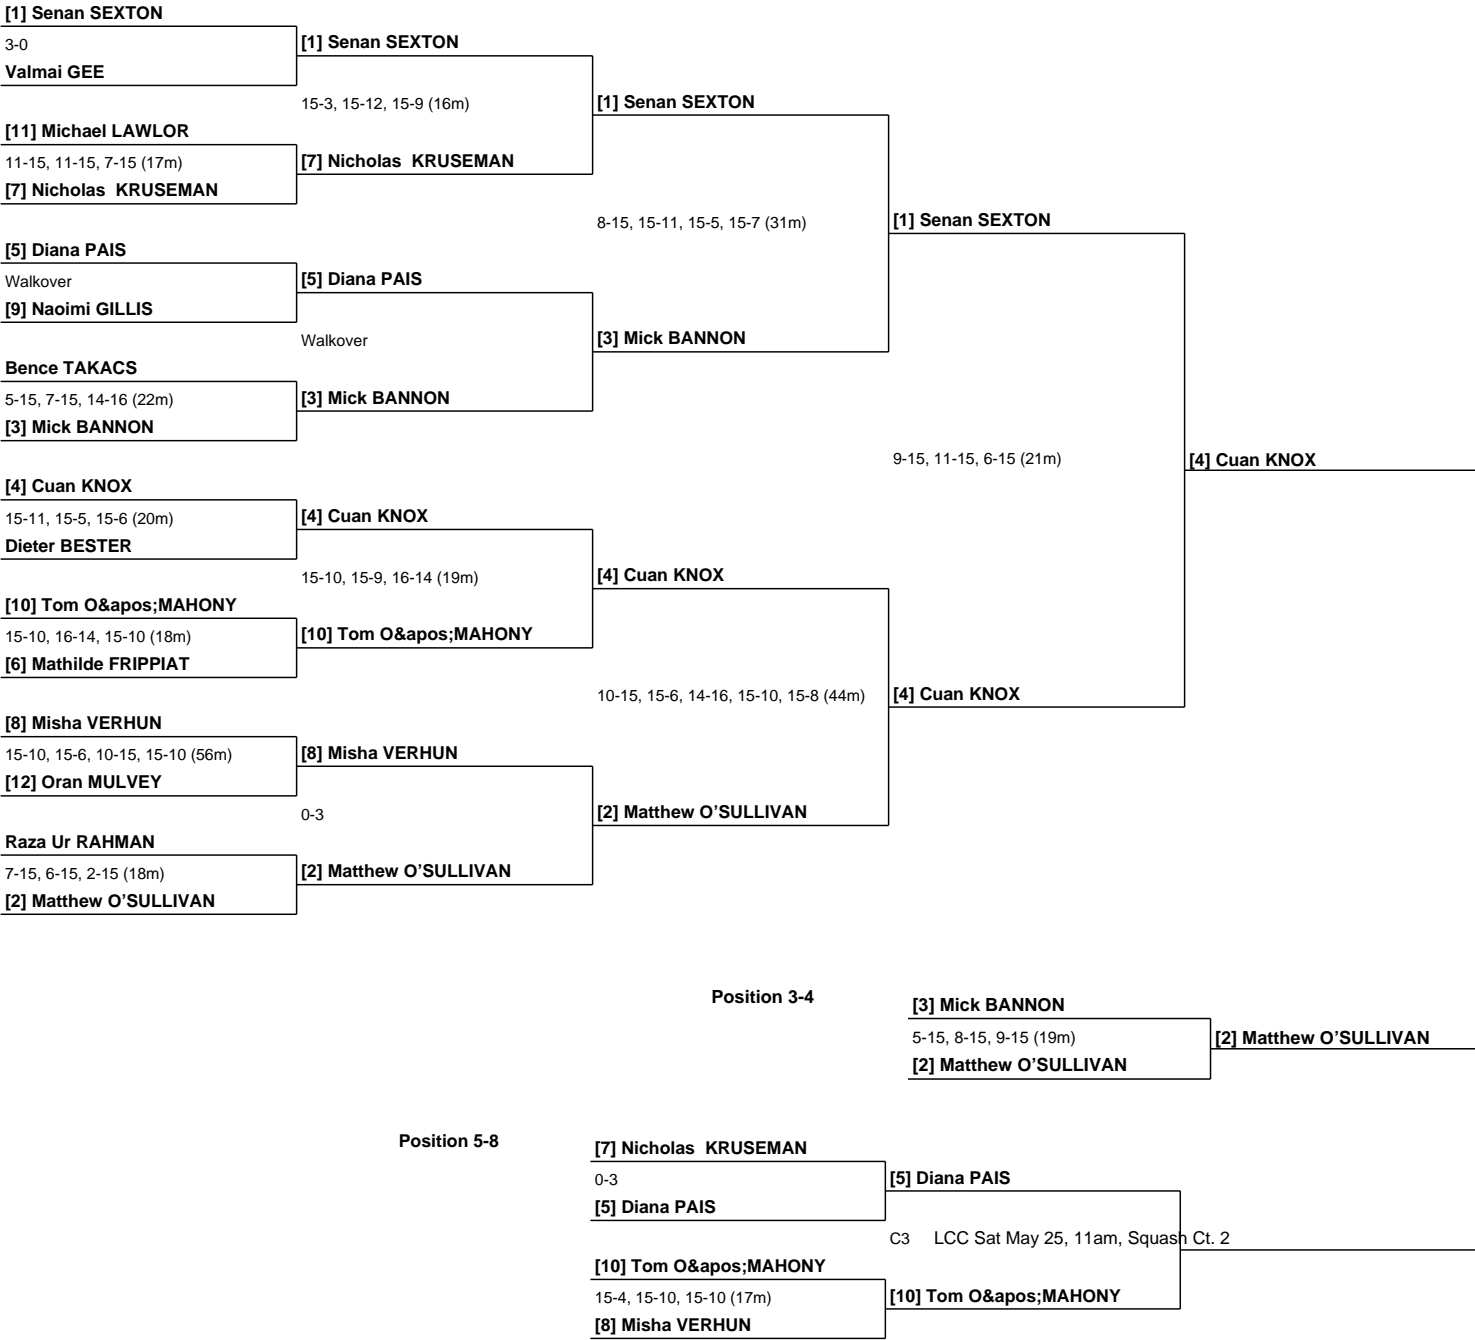 [1] Senan SEXTON
3-0
[1] Senan SEXTON
Valmai GEE
15-3, 15-12, 15-9 (16m)
[1] Senan SEXTON
[11] Michael LAWLOR
11-15, 11-15, 7-15 (17m)
[7] Nicholas  KRUSEMAN
[7] Nicholas  KRUSEMAN
8-15, 15-11, 15-5, 15-7 (31m)
[1] Senan SEXTON
[5] Diana PAIS
Walkover
[5] Diana PAIS
[9] Naoimi GILLIS
Walkover
[3] Mick BANNON
Bence TAKACS
5-15, 7-15, 14-16 (22m)
[3] Mick BANNON
[3] Mick BANNON
9-15, 11-15, 6-15 (21m)
[4] Cuan KNOX
[4] Cuan KNOX
15-11, 15-5, 15-6 (20m)
[4] Cuan KNOX
Dieter BESTER
15-10, 15-9, 16-14 (19m)
[4] Cuan KNOX
[10] Tom O&apos;MAHONY
15-10, 16-14, 15-10 (18m)
[10] Tom O&apos;MAHONY
[6] Mathilde FRIPPIAT
10-15, 15-6, 14-16, 15-10, 15-8 (44m)
[4] Cuan KNOX
[8] Misha VERHUN
15-10, 15-6, 10-15, 15-10 (56m)
[8] Misha VERHUN
[12] Oran MULVEY
0-3
[2] Matthew O’SULLIVAN
Raza Ur RAHMAN
7-15, 6-15, 2-15 (18m)
[2] Matthew O’SULLIVAN
[2] Matthew O’SULLIVAN
Position 3-4
[3] Mick BANNON
5-15, 8-15, 9-15 (19m)
[2] Matthew O’SULLIVAN
[2] Matthew O’SULLIVAN
Position 5-8
[7] Nicholas  KRUSEMAN
0-3
[5] Diana PAIS
[5] Diana PAIS
C3 LCC Sat May 25, 11am, Squash Ct. 2
[10] Tom O&apos;MAHONY
15-4, 15-10, 15-10 (17m)
[10] Tom O&apos;MAHONY
[8] Misha VERHUN